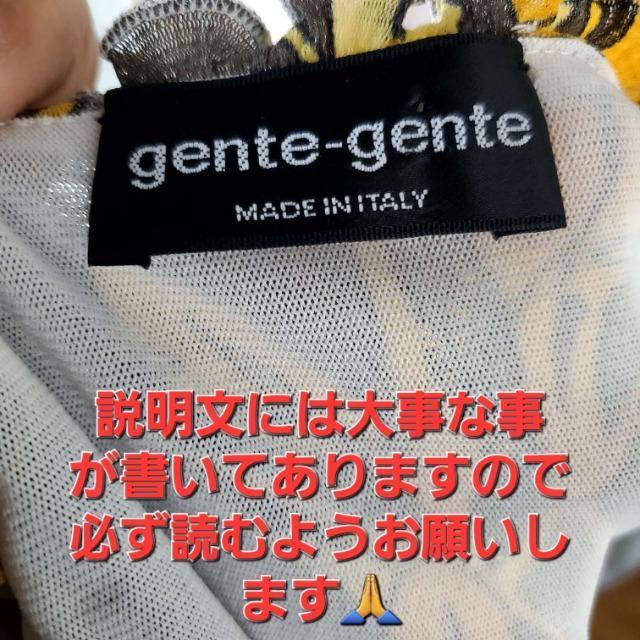 gente-gente
MADE IN ITALY
説明文には大事な事
が書いてありますので
必ず読むようお願いし
ます🙏